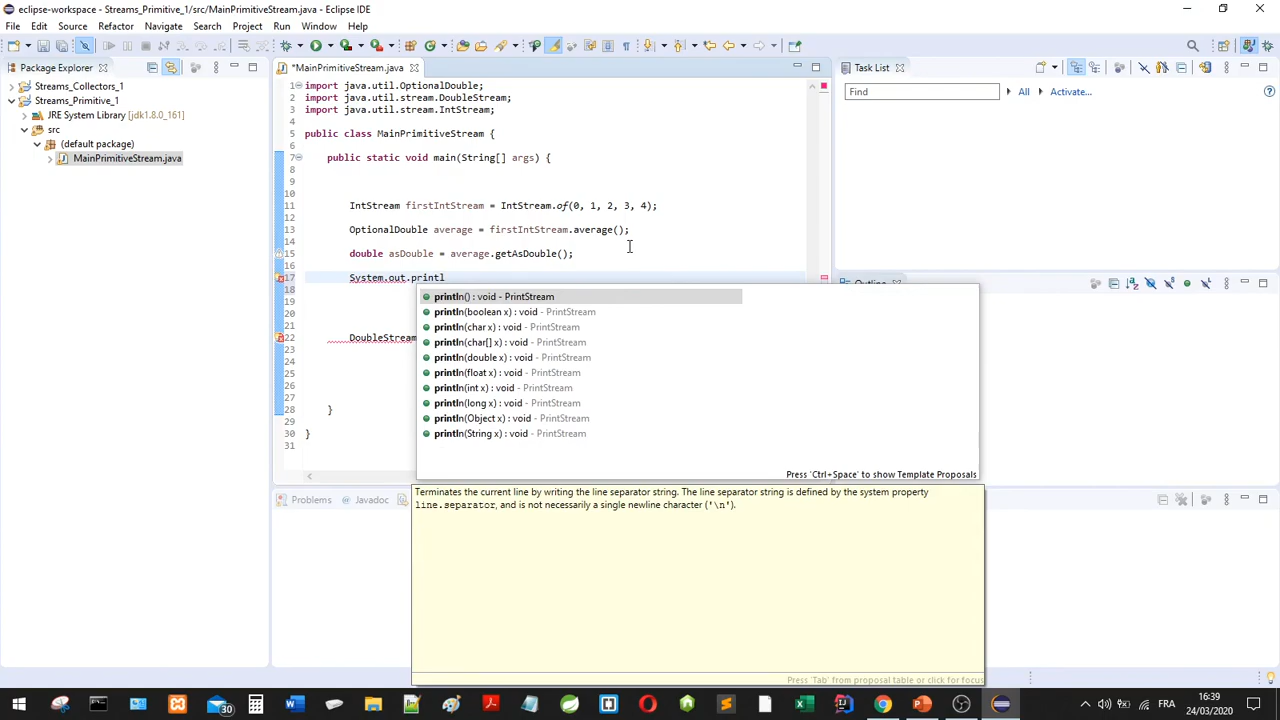 eclipse-workspace - Streams_Primitive_1/src/MainPrimitiveStream.java - Eclipse IDE
File Edit Source Refactor Navigate Search Project Run Window Help
Package Explorer
*MainPrimitiveStream.java
Task List
Streams_Collectors_1
Streams_Primitive_1
JRE System Library [jdk1.8.0_161]
src
(default package)
MainPrimitiveStream.java
1 import java.util.OptionalDouble;
2 import java.util.stream.DoubleStream;
3 import java.util.stream.IntStream;
4
5 public class MainPrimitiveStream {
6
7 public static void main(String[] args) {
8
9
10
11 IntStream firstIntStream = IntStream.of(0, 1, 2, 3, 4);
12
13 OptionalDouble average = firstIntStream.average();
14
15 double asDouble = average.getAsDouble();
16
17 System.out.printl
18
19
20
21
22 DoubleStream
23
24
25
26
27
28 }
29
30 }
31
println() : void - PrintStream
println(boolean x) : void - PrintStream
println(char x) : void - PrintStream
println(char[] x) : void - PrintStream
println(double x) : void - PrintStream
println(float x) : void - PrintStream
println(int x) : void - PrintStream
println(long x) : void - PrintStream
println(Object x) : void - PrintStream
println(String x) : void - PrintStream
Press 'Ctrl+Space' to show Template Proposals
Terminates the current line by writing the line separator string. The line separator string is defined by the system property
line.separator, and is not necessarily a single newline character ('\n').
Press 'Tab' from proposal table or click for focus
Find
All
Activate...
Problems Javadoc
30
FRA
16:39
24/03/2020